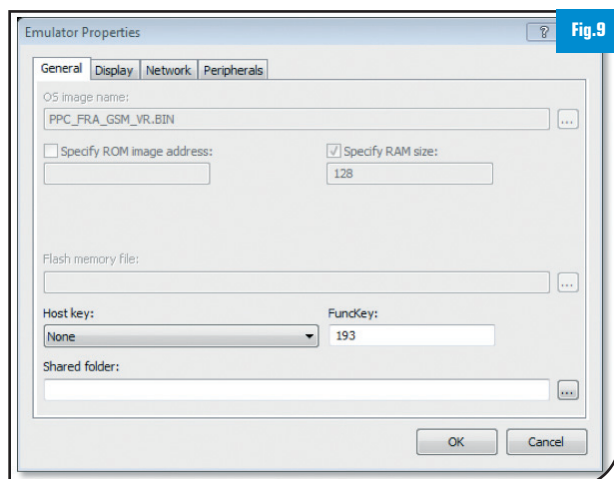 Emulator Properties
?
Fig.9
General Display Network Peripherals
OS image name:
PPC_FRA_GSM_VR.BIN
...
Specify ROM image address:
Specify RAM size:
128
Flash memory file:
...
Host key:
FuncKey:
None
193
Shared folder:
...
OK
Cancel